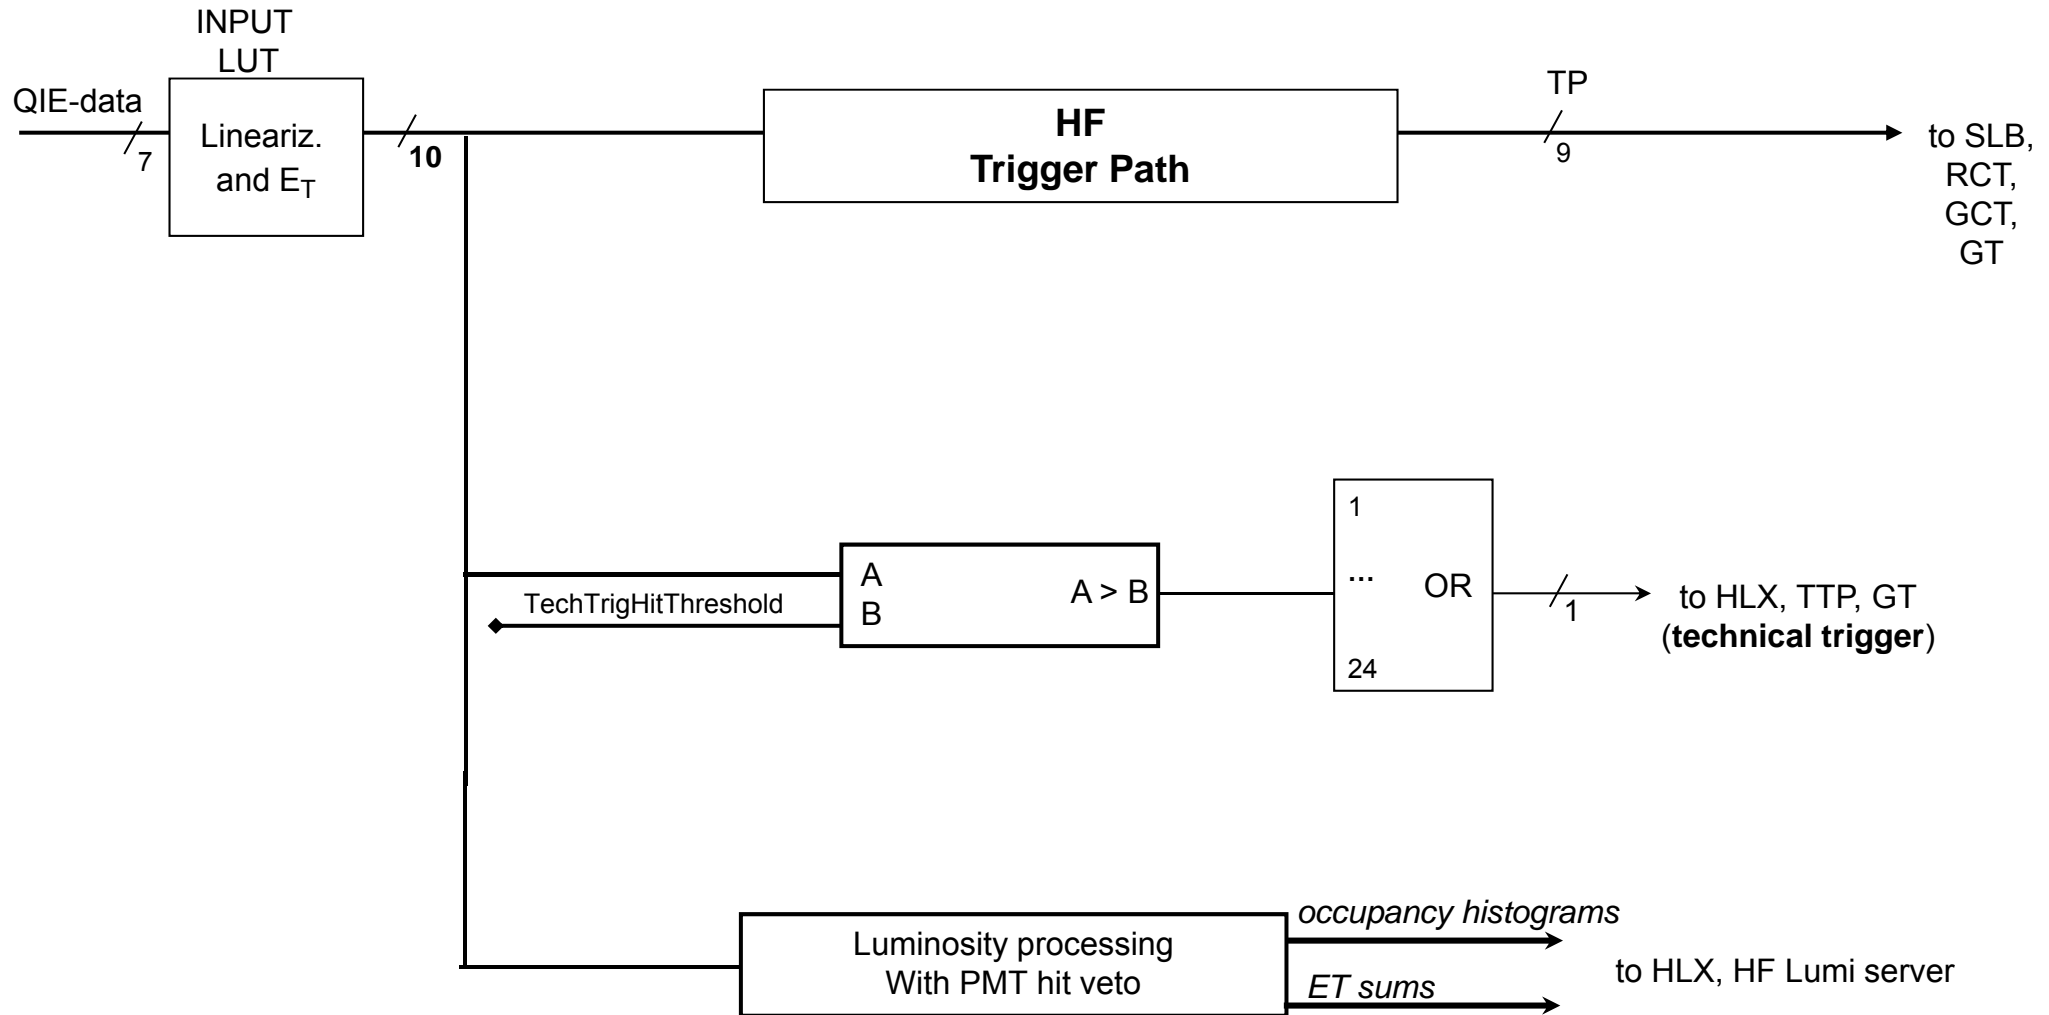 INPUT
LUT
QIE-data
7
Lineariz.
and ET
10
HF
Trigger Path
TP
9
to SLB,
RCT,
GCT,
GT
A
B
A > B
TechTrigHitThreshold
1
...
24
OR
1
to HLX, TTP, GT
(technical trigger)
Luminosity processing
With PMT hit veto
occupancy histograms
ET sums
to HLX, HF Lumi server